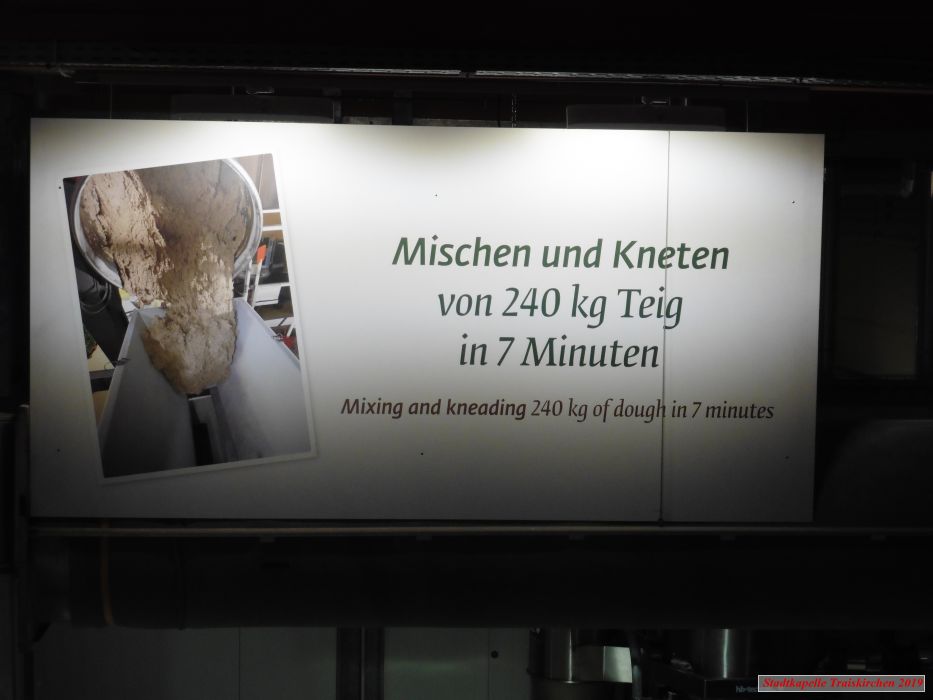 Mischen und Kneten
von 240 kg Teig
in 7 Minuten
Mixing and kneading 240 kg of dough in 7 minutes
Stadtkapelle Traiskirchen 2019